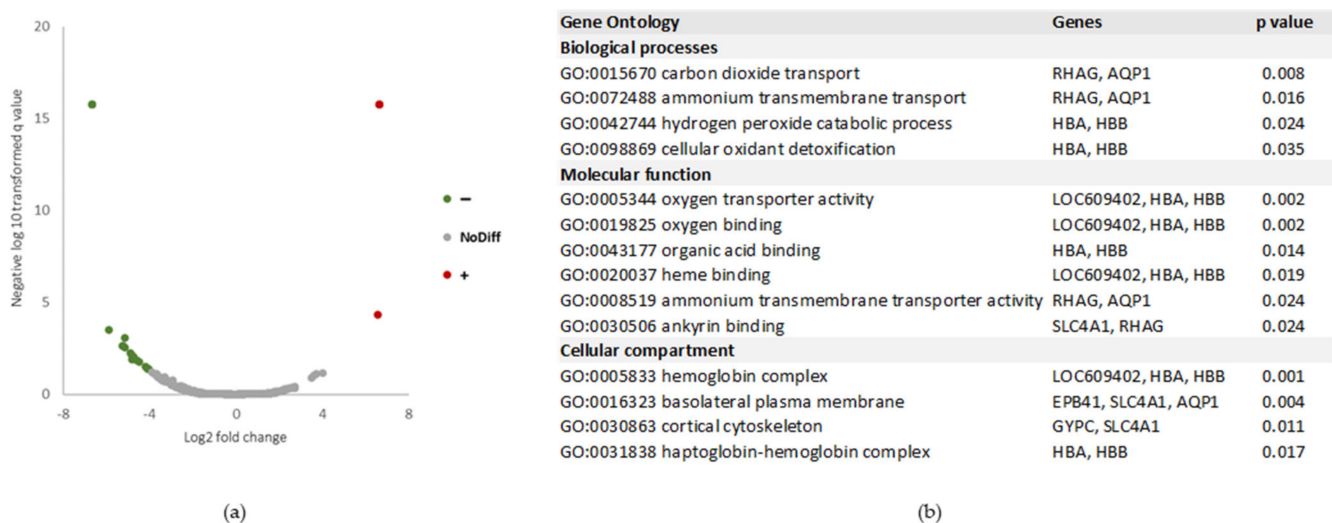 20
15
10
5
0
-8
-4
0
4
8
Negative log 10 transformed q value
Log2 fold change
–
NoDiff
+
(a)
Gene Ontology Genes p value
Biological processes
GO:0015670 carbon dioxide transport RHAG, AQP1 0.008
GO:0072488 ammonium transmembrane transport RHAG, AQP1 0.016
GO:0042744 hydrogen peroxide catabolic process HBA, HBB 0.024
GO:0098869 cellular oxidant detoxification HBA, HBB 0.035
Molecular function
GO:0005344 oxygen transporter activity LOC609402, HBA, HBB 0.002
GO:0019825 oxygen binding LOC609402, HBA, HBB 0.002
GO:0043177 organic acid binding HBA, HBB 0.014
GO:0020037 heme binding LOC609402, HBA, HBB 0.019
GO:0008519 ammonium transmembrane transporter activity RHAG, AQP1 0.024
GO:0030506 ankyrin binding SLC4A1, RHAG 0.024
Cellular compartment
GO:0005833 hemoglobin complex LOC609402, HBA, HBB 0.001
GO:0016323 basolateral plasma membrane EPB41, SLC4A1, AQP1 0.004
GO:0030863 cortical cytoskeleton GYPC, SLC4A1 0.011
GO:0031838 haptoglobin-hemoglobin complex HBA, HBB 0.017
(b)